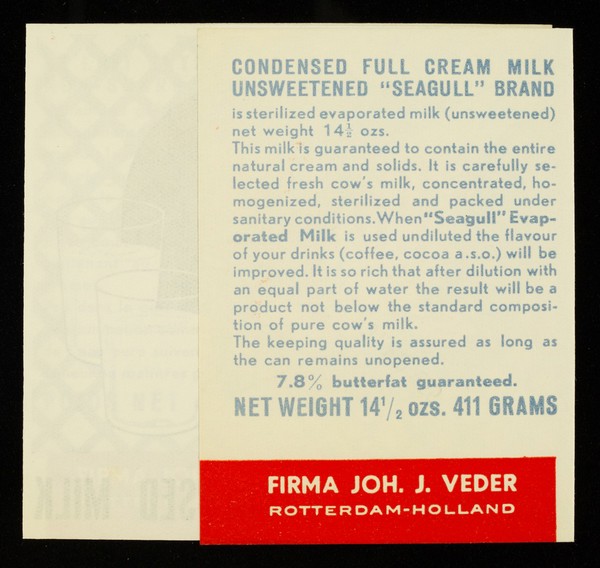 CONDENSED FULL CREAM MILK
UNSWEETENED "SEAGULL" BRAND
is sterilized evaporated milk (unsweetened)
net weight 14½ ozs.
This milk is guaranteed to contain the entire
natural cream and solids. It is carefully se-
lected fresh cow's milk, concentrated, ho-
mogenized, sterilized and packed under
sanitary conditions. When "Seagull" Evap-
orated Milk is used undiluted the flavour
of your drinks (coffee, cocoa a.s.o.) will be
improved. It is so rich that after dilution with
an equal part of water the result will be a
product not below the standard composi-
tion of pure cow's milk.
The keeping quality is assured as long as
the can remains unopened.
7.8% butterfat guaranteed.
NET WEIGHT 14½ ozs. 411 GRAMS
FIRMA JOH. J. VEDER
ROTTERDAM-HOLLAND
MILK